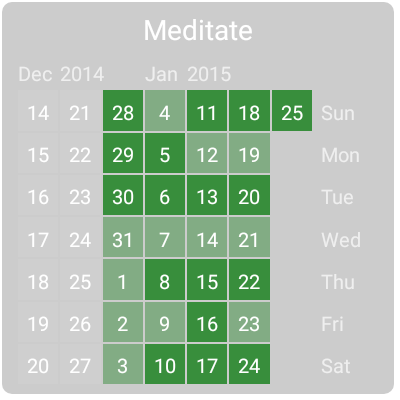 Meditate
Dec 2014 Jan 2015
14 21 28 4 11 18 25 Sun
15 22 29 5 12 19 Mon
16 23 30 6 13 20 Tue
17 24 31 7 14 21 Wed
18 25 1 8 15 22 Thu
19 26 2 9 16 23 Fri
20 27 3 10 17 24 Sat